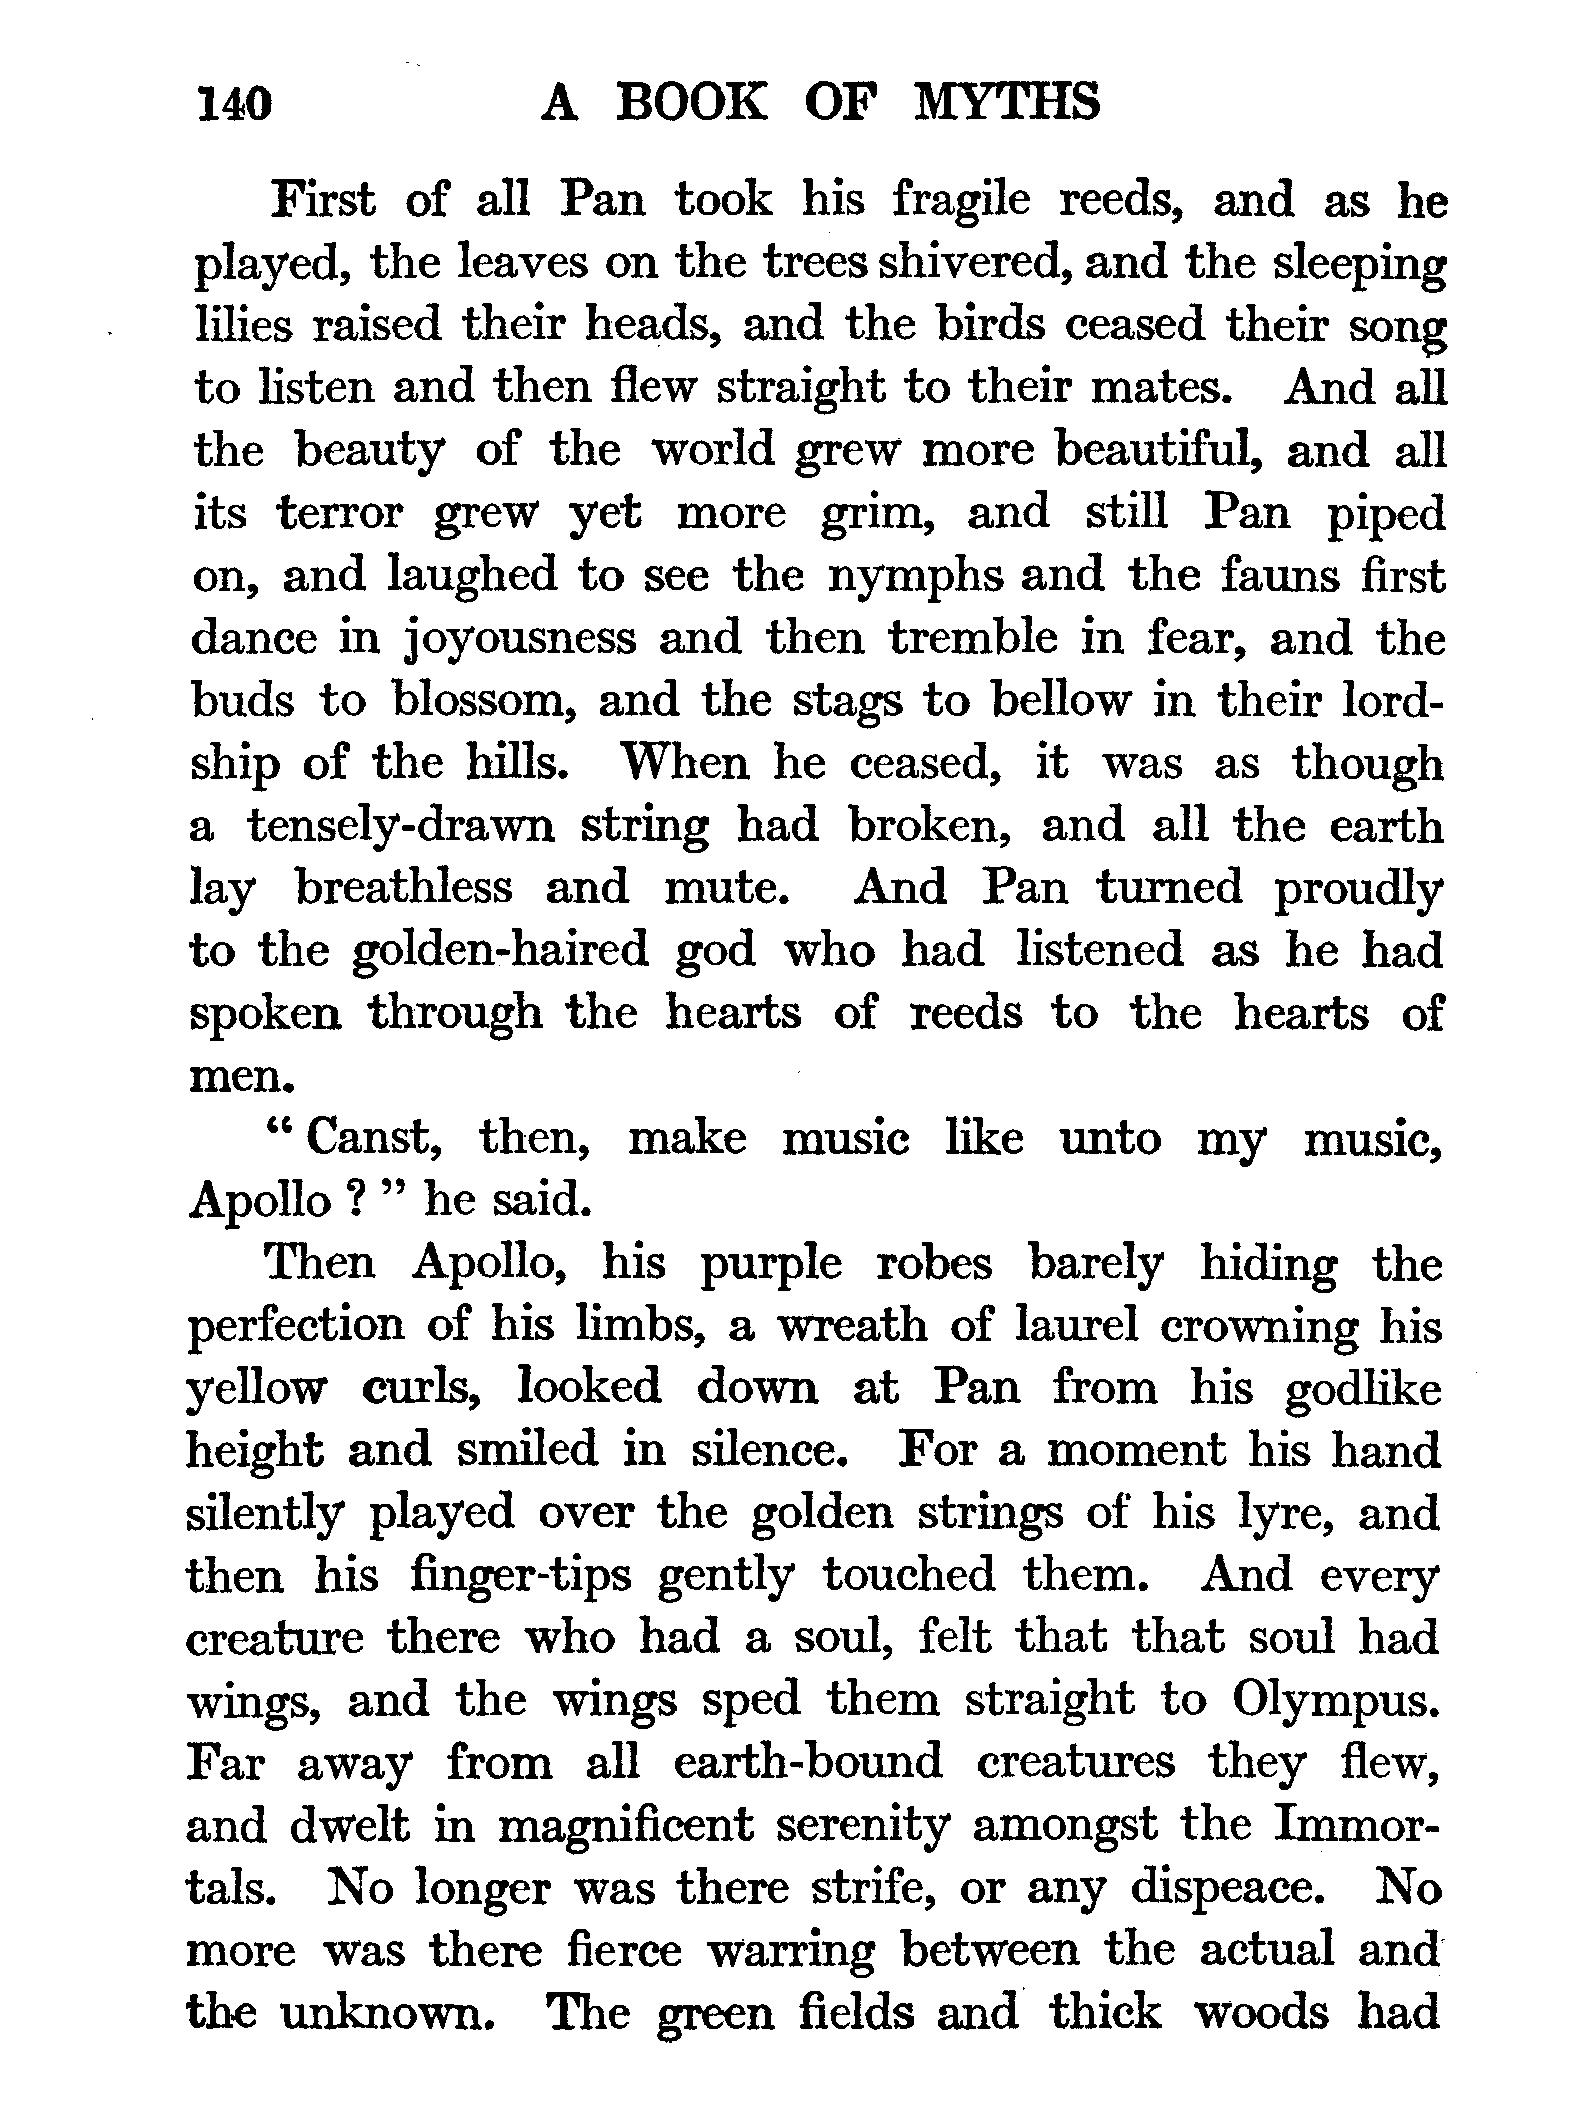 140 A BOOK OF MYTHS
First of all Pan took his fragile reeds, and as he
played, the leaves on the trees shivered, and the sleeping
lilies raised their heads, and the birds ceased their song
to listen and then flew straight to their mates. And all
the beauty of the world grew more beautiful, and all
its terror grew yet more grim, and still Pan piped
on, and laughed to see the nymphs and the fauns first
dance in joyousness and then tremble in fear, and the
buds to blossom, and the stags to bellow in their lord-
ship of the hills. When he ceased, it was as though
a tensely-drawn string had broken, and all the earth
lay breathless and mute. And Pan turned proudly
to the golden-haired god who had listened as he had
spoken through the hearts of reeds to the hearts of
men.
“ Canst, then, make music like unto my music,
Apollo ? ” he said.
Then Apollo, his purple robes barely hiding the
perfection of his limbs, a wreath of laurel crowning his
yellow curls, looked down at Pan from his godlike
height and smiled in silence. For a moment his hand
silently played over the golden strings of his lyre, and
then his finger-tips gently touched them. And every
creature there who had a soul, felt that that soul had
wings, and the wings sped them straight to Olympus.
Far away from all earth-bound creatures they flew,
and dwelt in magnificent serenity amongst the Immor-
tals. No longer was there strife, or any dispeace. No
more was there fierce warring between the actual and
the unknown. The green fields and thick woods had